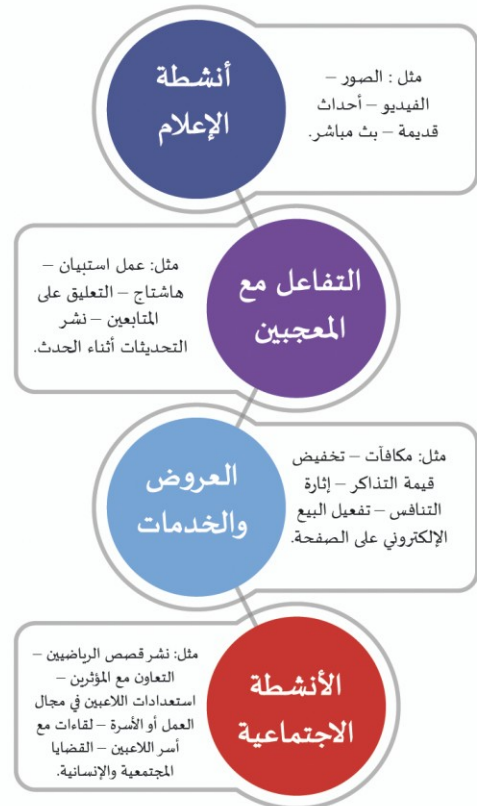 أنشطة
الإعلام
مثل : الصور –
الفيديو – أحداث
قديمة – بث مباشر.
التفاعل مع
المعجبين
مثل: عمل استبيان –
هاشتاج – التعليق على
المتابعين – نشر
التحديثات أثناء الحدث.
العروض
والخدمات
مثل: مكافآت – تخفيض
قيمة التذاكر – إثارة
التنافس – تفعيل البيع
الإلكتروني على الصفحة.
الأنشطة
الاجتماعية
مثل: نشر قصص الرياضيين –
التعاون مع المؤثرين –
استعدادات اللاعبين في مجال
العمل أو الأسرة – لقاءات مع
أسر اللاعبين – القضايا
المجتمعية والإنسانية.